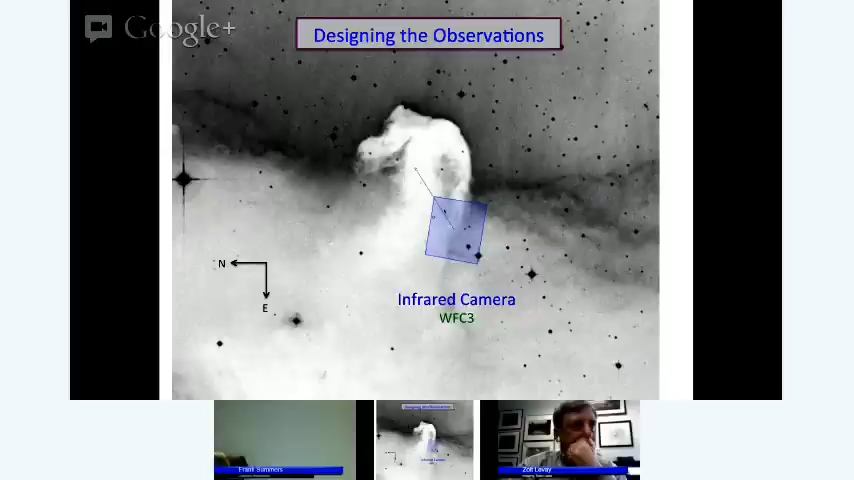 Google+
Designing the Observations
N
E
Infrared Camera
WFC3
Frank Summers
Zolt Levay